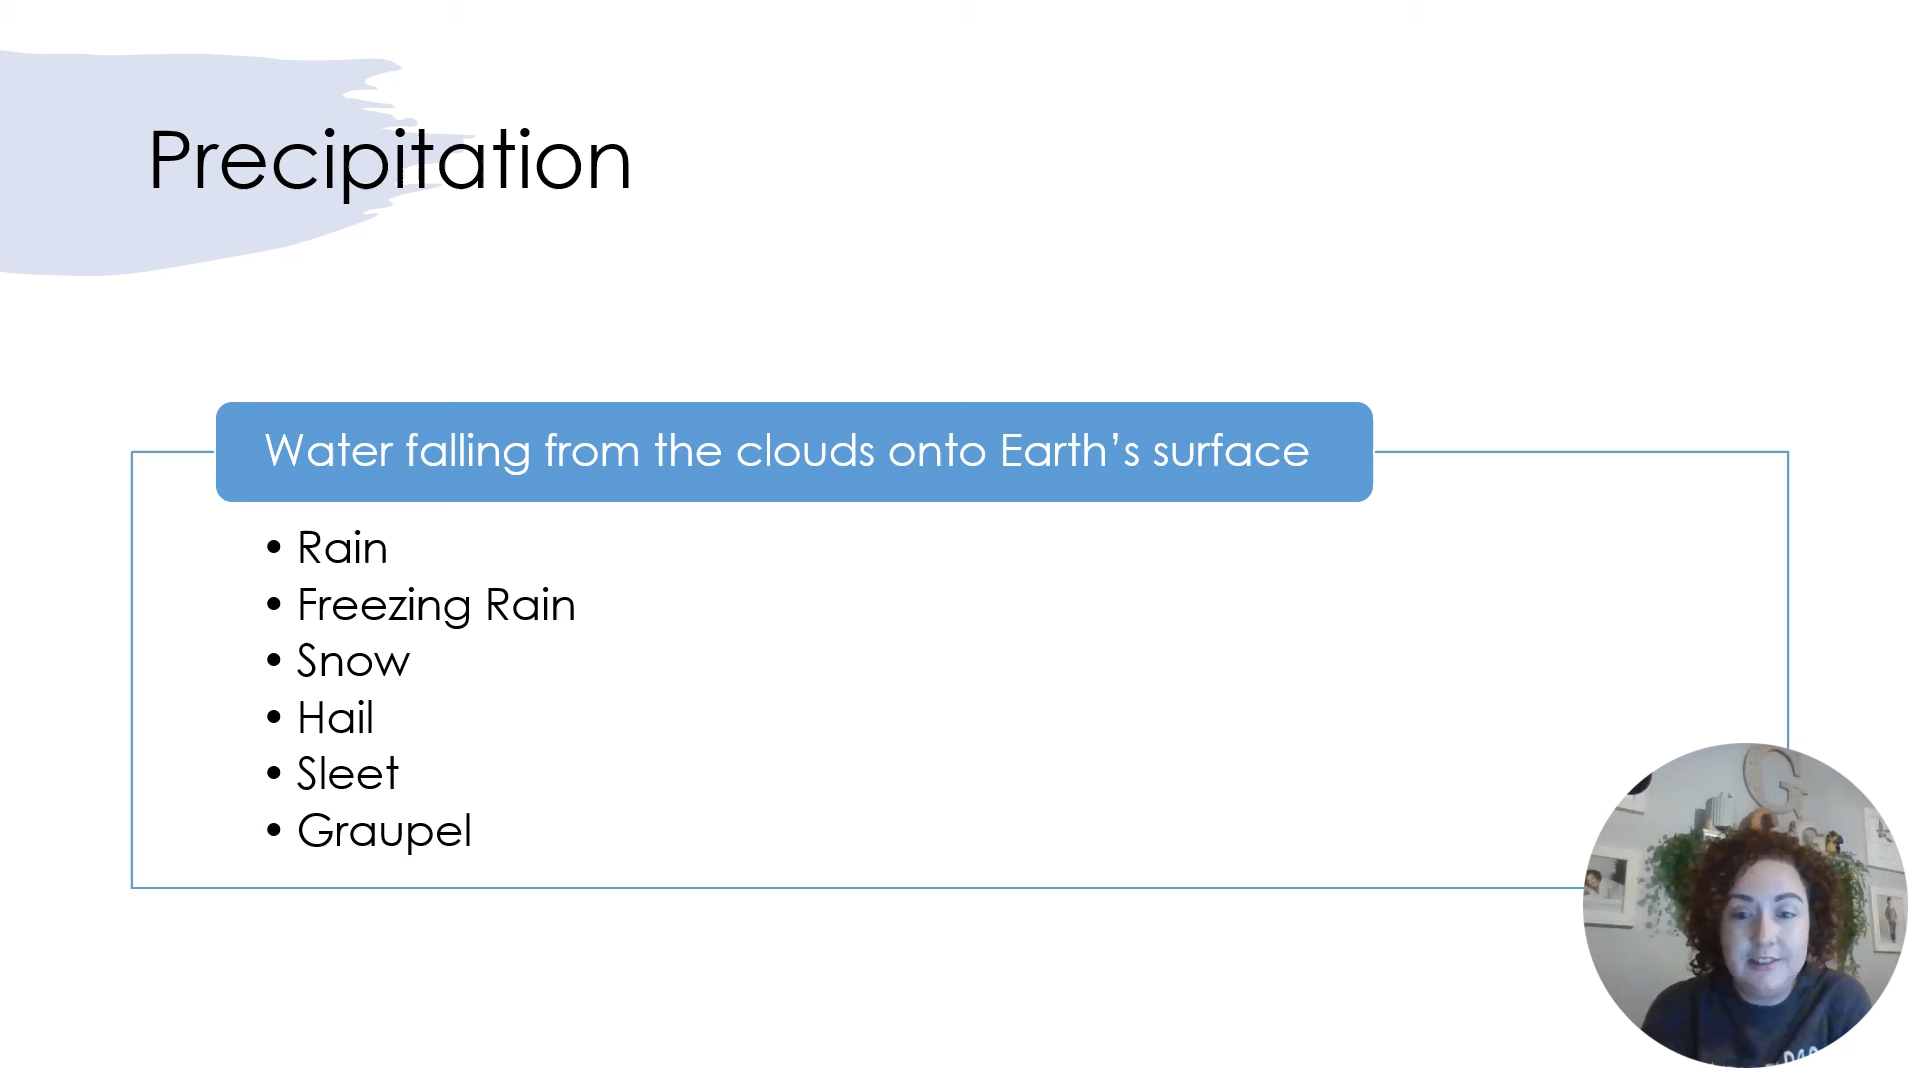 Precipitation
Water falling from the clouds onto Earth’s surface
• Rain
• Freezing Rain
• Snow
• Hail
• Sleet
• Graupel
G